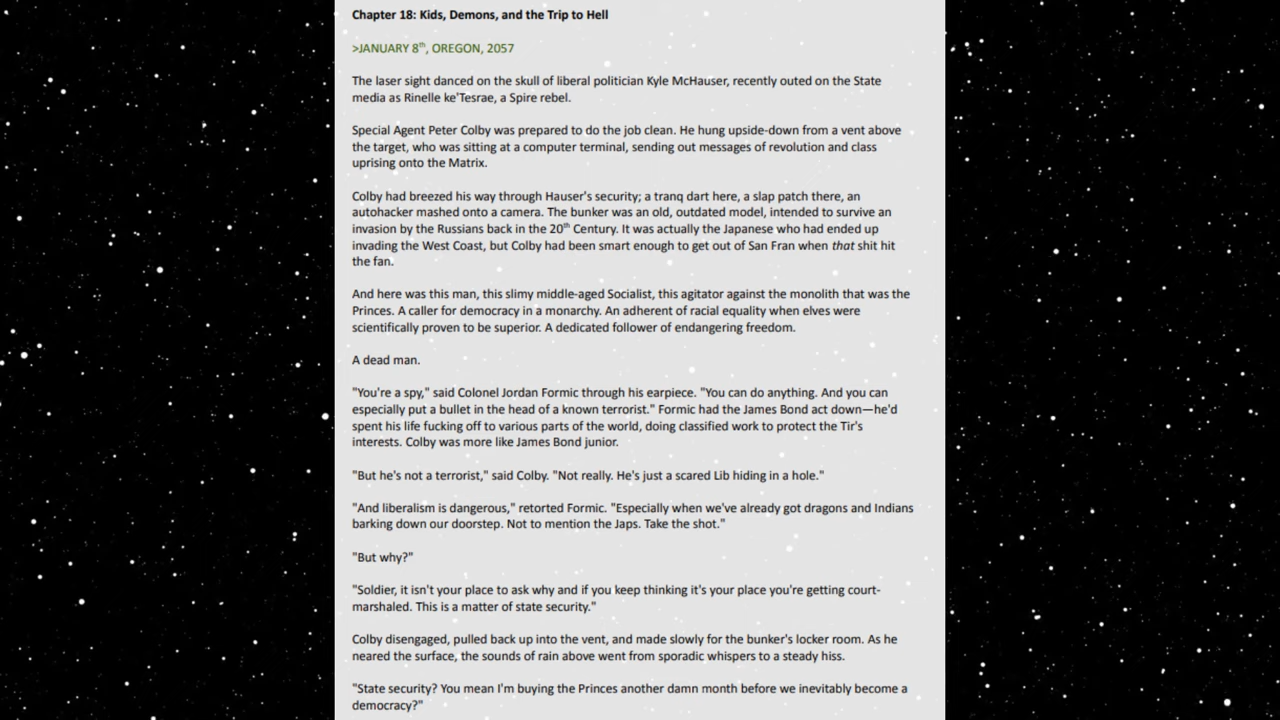 Chapter 18: Kids, Demons, and the Trip to Hell
>JANUARY 8th, OREGON, 2057
The laser sight danced on the skull of liberal politician Kyle McHauser, recently outed on the State
media as Rinelle ke'Tesrae, a Spire rebel.
Special Agent Peter Colby was prepared to do the job clean. He hung upside-down from a vent above
the target, who was sitting at a computer terminal, sending out messages of revolution and class
uprising onto the Matrix.
Colby had breezed his way through Hauser's security; a tranq dart here, a slap patch there, an
autohacker mashed onto a camera. The bunker was an old, outdated model, intended to survive an
invasion by the Russians back in the 20th Century. It was actually the Japanese who had ended up
invading the West Coast, but Colby had been smart enough to get out of San Fran when that shit hit
the fan.
And here was this man, this slimy middle-aged Socialist, this agitator against the monolith that was the
Princes. A caller for democracy in a monarchy. An adherent of racial equality when elves were
scientifically proven to be superior. A dedicated follower of endangering freedom.
A dead man.
"You're a spy," said Colonel Jordan Formic through his earpiece. "You can do anything. And you can
especially put a bullet in the head of a known terrorist." Formic had the James Bond act down—he'd
spent his life fucking off to various parts of the world, doing classified work to protect the Tir's
interests. Colby was more like James Bond junior.
"But he's not a terrorist," said Colby. "Not really. He's just a scared Lib hiding in a hole."
"And liberalism is dangerous," retorted Formic. "Especially when we've already got dragons and Indians
barking down our doorstep. Not to mention the Japs. Take the shot."
"But why?"
"Soldier, it isn't your place to ask why and if you keep thinking it's your place you're getting court-
marshaled. This is a matter of state security."
Colby disengaged, pulled back up into the vent, and made slowly for the bunker's locker room. As he
neared the surface, the sounds of rain above went from sporadic whispers to a steady hiss.
"State security? You mean I'm buying the Princes another damn month before we inevitably become a
democracy?"